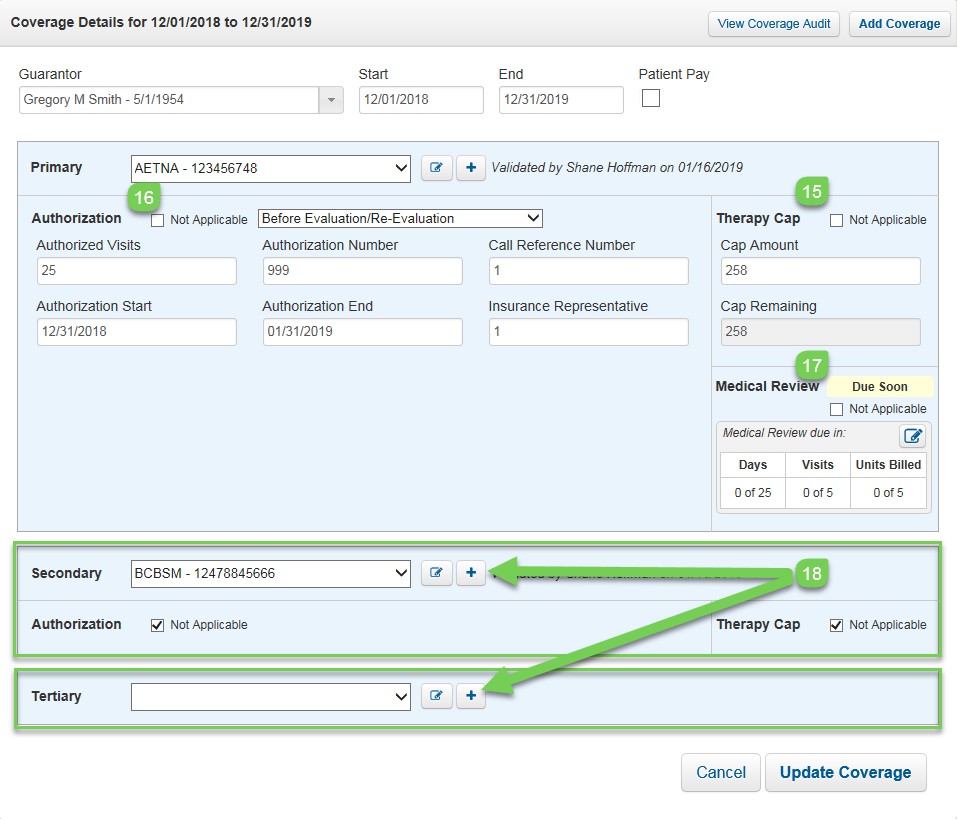 Coverage Details for 12/01/2018 to 12/31/2019
View Coverage Audit
Add Coverage
Guarantor
Start
End
Patient Pay
Gregory M Smith - 5/1/1954
12/01/2018
12/31/2019
Primary
AETNA - 123456748
Validated by Shane Hoffman on 01/16/2019
16
15
Authorization
Not Applicable
Before Evaluation/Re-Evaluation
Therapy Cap
Not Applicable
Authorized Visits
Authorization Number
Call Reference Number
Cap Amount
25
999
1
258
Authorization Start
Authorization End
Insurance Representative
Cap Remaining
12/31/2018
01/31/2019
1
258
17
Medical Review
Due Soon
Not Applicable
Medical Review due in:
Days
Visits
Units Billed
0 of 25
0 of 5
0 of 5
Secondary
BCBSM - 12478845666
18
Authorization
Not Applicable
Therapy Cap
Not Applicable
Tertiary
Cancel
Update Coverage